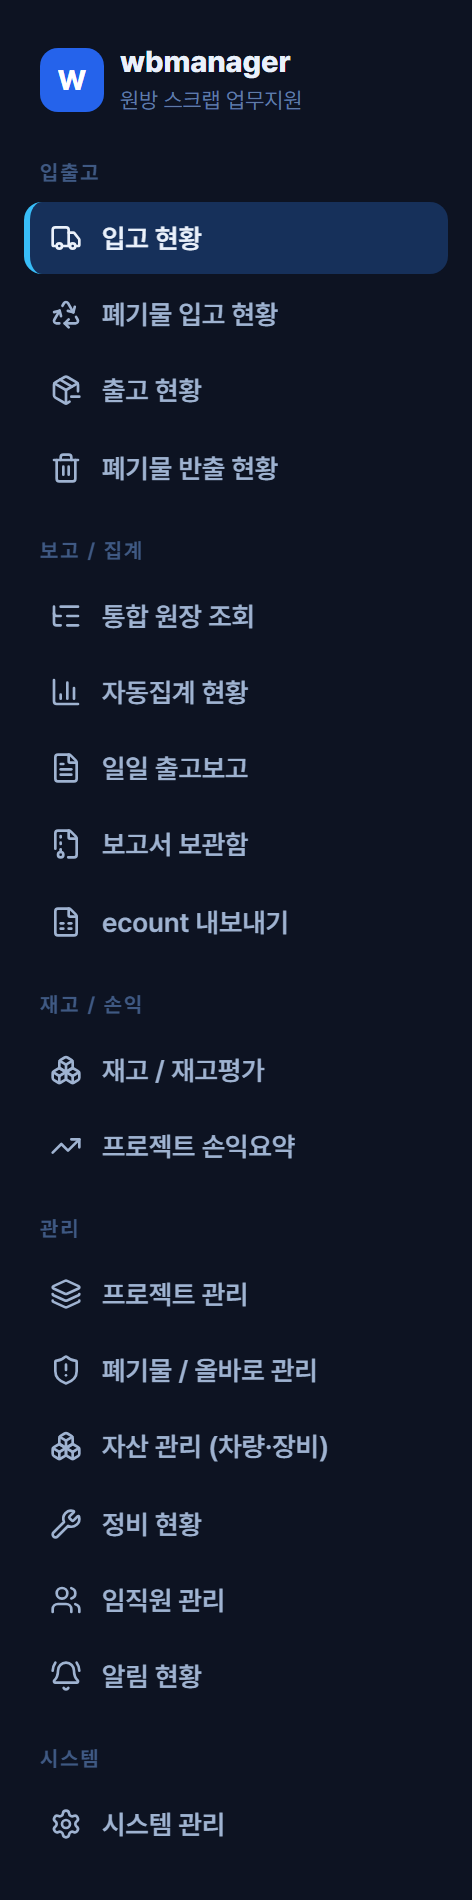 W
wbmanager
원방 스크랩 업무지원
입출고
입고 현황
폐기물 입고 현황
출고 현황
폐기물 반출 현황
보고 / 집계
통합 원장 조회
자동집계 현황
일일 출고보고
보고서 보관함
ecount 내보내기
재고 / 손익
재고 / 재고평가
프로젝트 손익요약
관리
프로젝트 관리
폐기물 / 올바로 관리
자산 관리 (차량·장비)
정비 현황
임직원 관리
알림 현황
시스템
시스템 관리